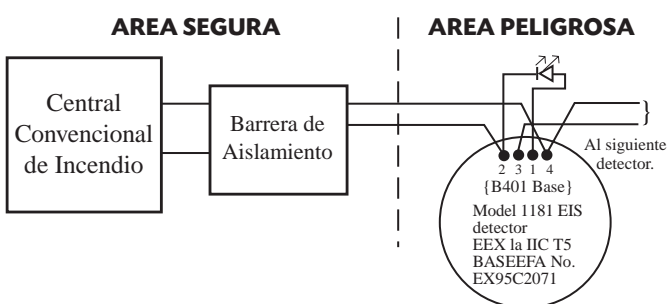 AREA SEGURA
AREA PELIGROSA
Central
Convencional
de Incendio
Barrera de
Aislamiento
}
Al siguiente
detector.
2 3 1 4
{B401 Base}
Model 1181 EIS
detector
EEX la IIC T5
BASEEFA No.
EX95C2071